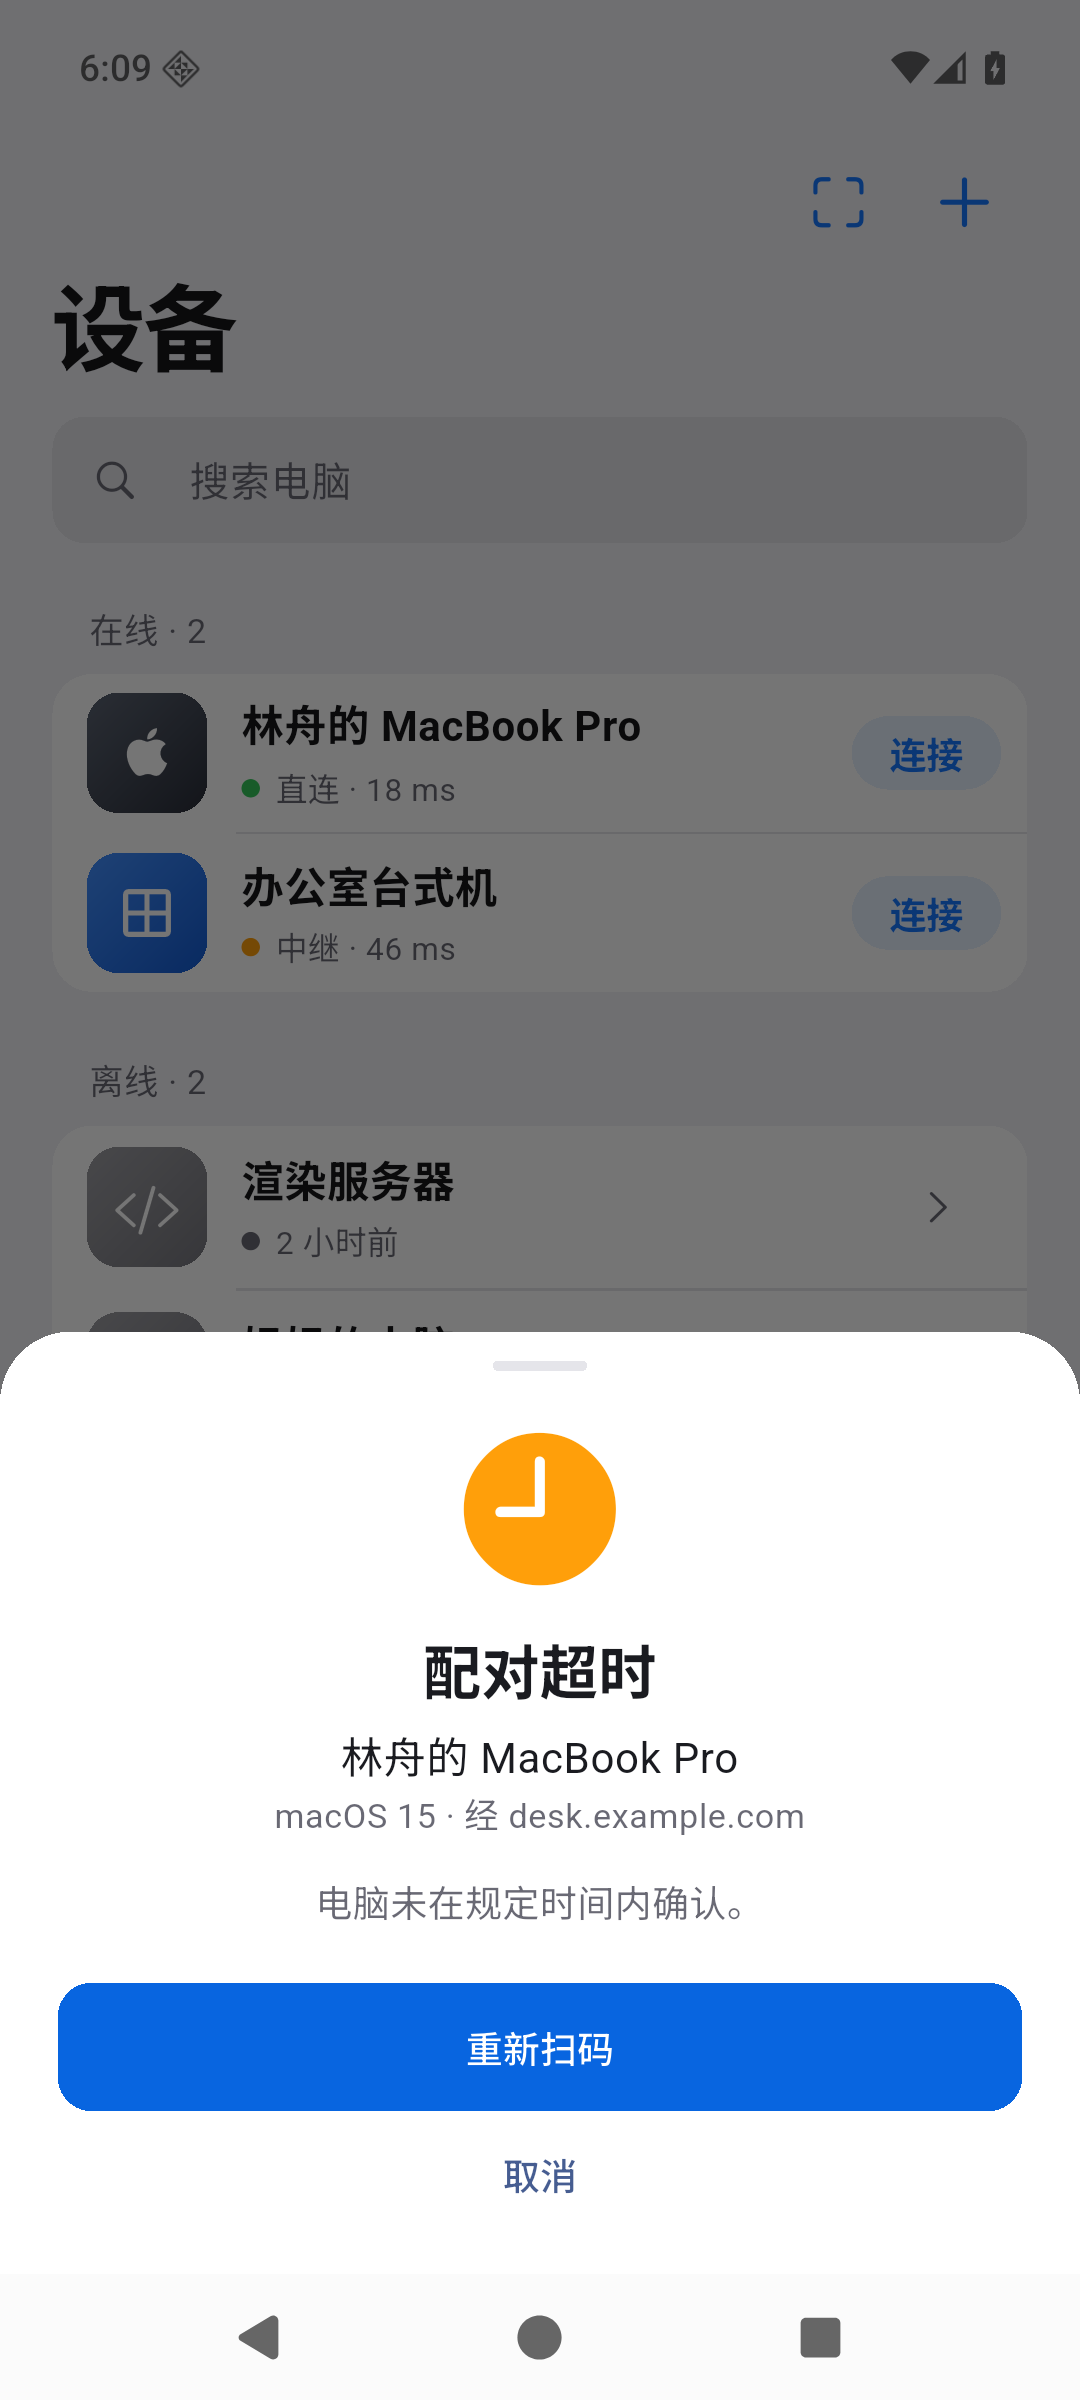 6:09
设备
搜索电脑
在线 · 2
林舟的 MacBook Pro
直连 · 18 ms
连接
办公室台式机
中继 · 46 ms
连接
离线 · 2
渲染服务器
2 小时前
配对超时
林舟的 MacBook Pro
macOS 15 · 经 desk.example.com
电脑未在规定时间内确认。
重新扫码
取消